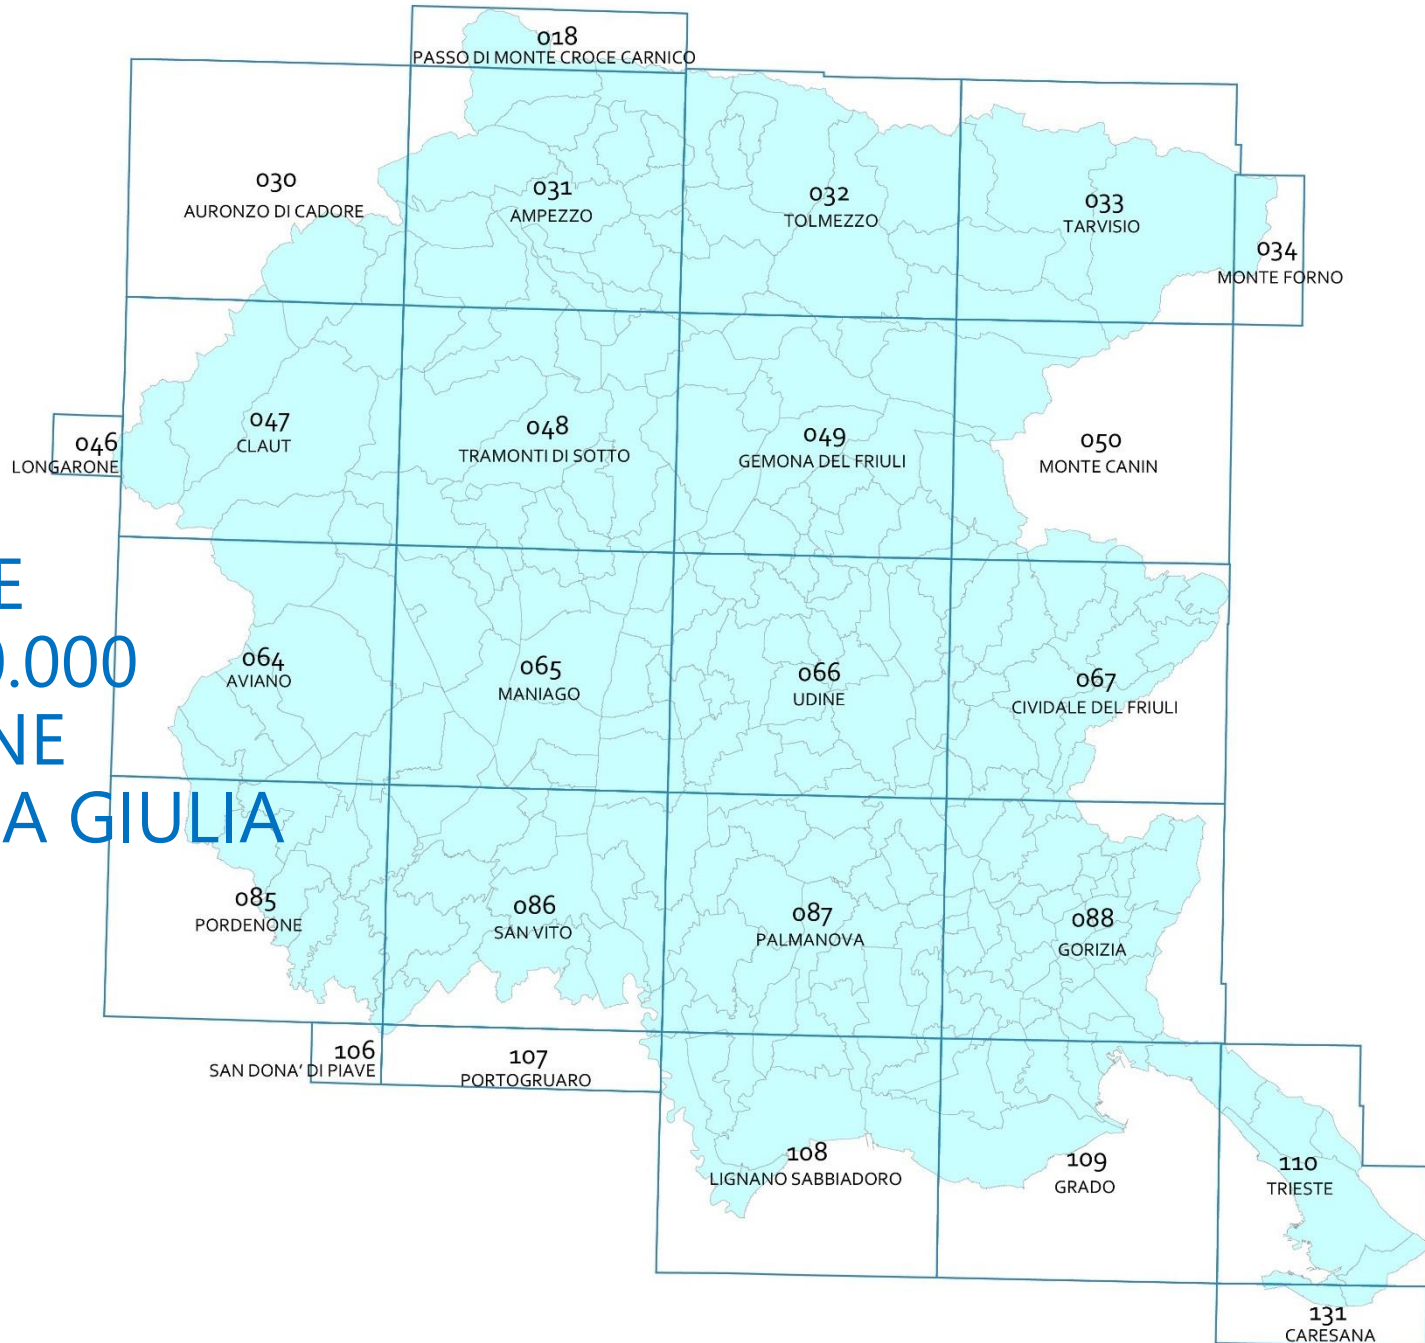 018
PASSO DI MONTE CROCE CARNICO
030
AURONZO DI CADORE
031
AMPEZZO
032
TOLMEZZO
033
TARVISIO
034
MONTE FORNO
046
LONGARONE
047
CLAUT
048
TRAMONTI DI SOTTO
049
GEMONA DEL FRIULI
050
MONTE CANIN
E
0.000
NE
A GIULIA
064
AVIANO
065
MANIAGO
066
UDINE
067
CIVIDALE DEL FRIULI
085
PORDENONE
086
SAN VITO
087
PALMANOVA
088
GORIZIA
106
SAN DONA' DI PIAVE
107
PORTOGRUARO
108
LIGNANO SABBIADORO
109
GRADO
110
TRIESTE
131
CARESANA